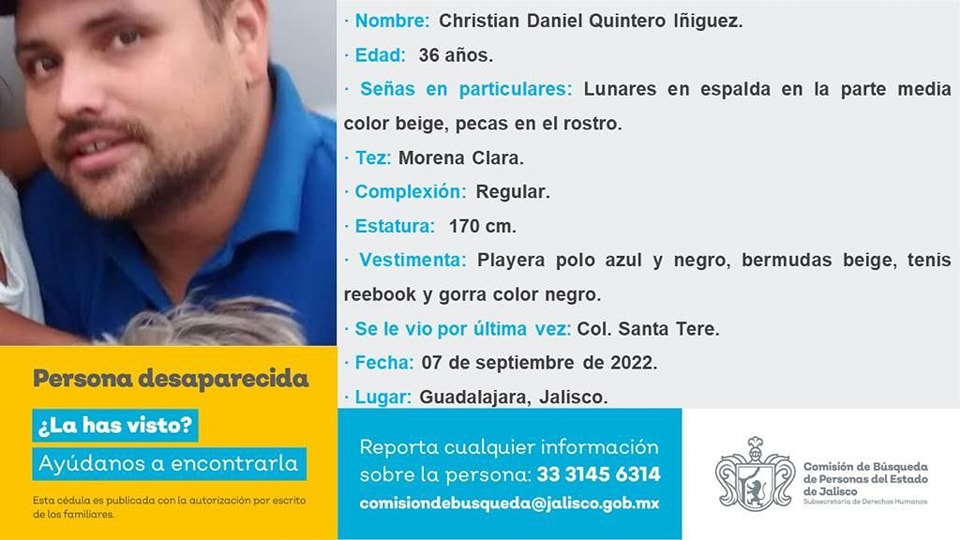 · Nombre: Christian Daniel Quintero Iñiguez.
· Edad: 36 años.
· Señas en particulares: Lunares en espalda en la parte media
color beige, pecas en el rostro.
· Tez: Morena Clara.
· Complexión: Regular.
· Estatura: 170 cm.
· Vestimenta: Playera polo azul y negro, bermudas beige, tenis
reebook y gorra color negro.
· Se le vio por última vez: Col. Santa Tere.
· Fecha: 07 de septiembre de 2022.
· Lugar: Guadalajara, Jalisco.
Persona desaparecida
¿La has visto?
Ayúdanos a encontrarla
Esta cédula es publicada con la autorización por escrito
de los familiares.
Reporta cualquier información
sobre la persona: 33 3145 6314
comisiondebusqueda@jalisco.gob.mx
Comisión de Búsqueda
de Personas del Estado
de Jalisco
Subsecretaría de Derechos Humanos